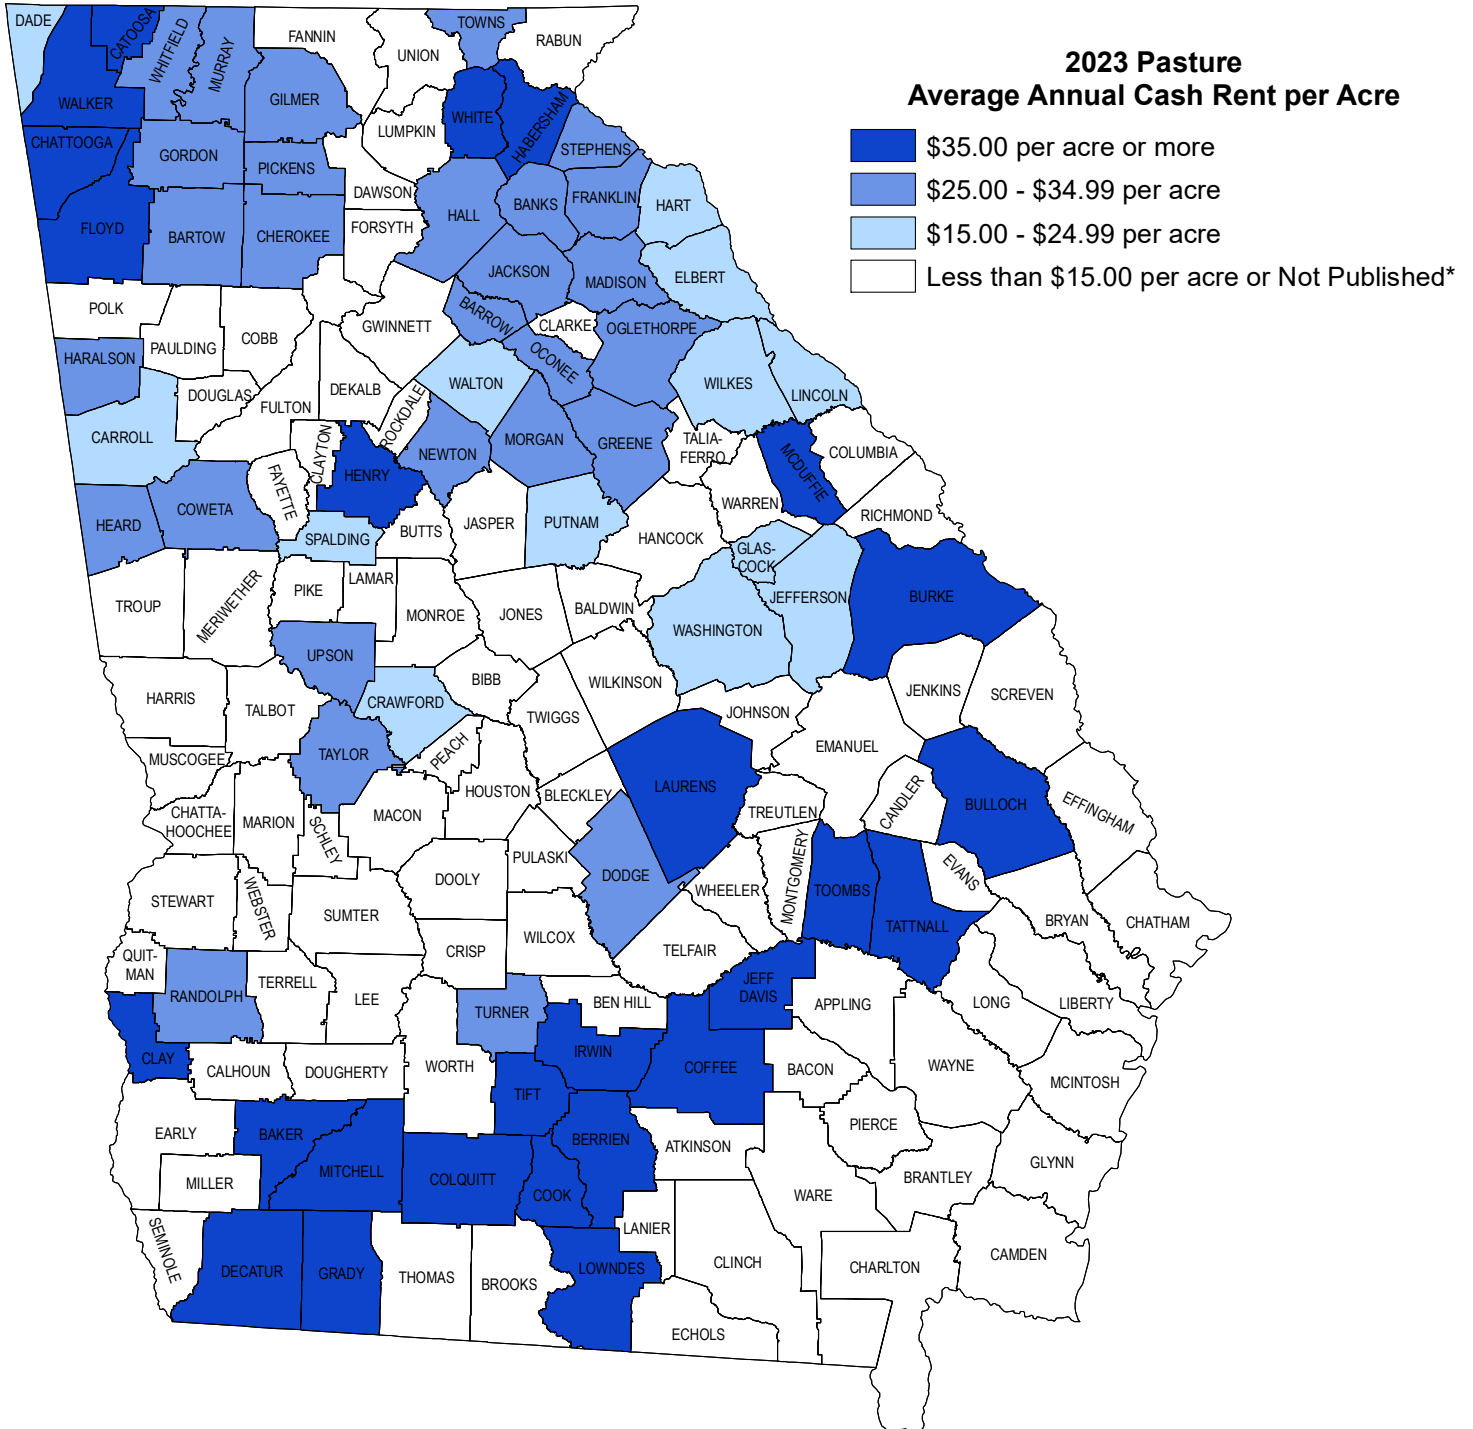 2023 Pasture
Average Annual Cash Rent per Acre
$35.00 per acre or more
$25.00 - $34.99 per acre
$15.00 - $24.99 per acre
Less than $15.00 per acre or Not Published*
DADE
CATOOSA
WHITFIELD
MURRAY
FANNIN
UNION
TOWNS
RABUN
WALKER
GILMER
LUMPKIN
WHITE
HABERSHAM
CHATTOOGA
GORDON
PICKENS
DAWSON
STEPHENS
FLOYD
BARTOW
CHEROKEE
FORSYTH
HALL
BANKS
FRANKLIN
HART
JACKSON
MADISON
ELBERT
POLK
PAULDING
COBB
GWINNETT
BARROW
CLARKE
OGLETHORPE
HARALSON
DOUGLAS
FULTON
DEKALB
ROCKDALE
WALTON
OCONEE
WILKES
LINCOLN
CARROLL
FAYETTE
CLAYTON
HENRY
NEWTON
MORGAN
GREENE
TALIA-
FERRO
MCDUFFIE
COLUMBIA
HEARD
COWETA
SPALDING
BUTTS
JASPER
PUTNAM
HANCOCK
WARREN
RICHMOND
GLAS-
COCK
TROUP
MERIWETHER
PIKE
LAMAR
MONROE
JONES
BALDWIN
WASHINGTON
JEFFERSON
BURKE
UPSON
CRAWFORD
BIBB
WILKINSON
JENKINS
SCREVEN
HARRIS
TALBOT
TAYLOR
PEACH
TWIGGS
JOHNSON
EMANUEL
MUSCOGEE
CHATTA-
HOOCHEE
MARION
SCHLEY
MACON
HOUSTON
BLECKLEY
LAURENS
TREUTLEN
CANDLER
BULLOCH
EFFINGHAM
PULASKI
DODGE
WHEELER
MONTGOMERY
TOOMBS
TATTNALL
EVANS
BRYAN
CHATHAM
STEWART
WEBSTER
SUMTER
DOOLY
CRISP
WILCOX
TELFAIR
QUIT-
MAN
RANDOLPH
TERRELL
LEE
TURNER
BEN HILL
JEFF
DAVIS
APPLING
LONG
LIBERTY
CLAY
CALHOUN
DOUGHERTY
WORTH
TIFT
IRWIN
COFFEE
BACON
WAYNE
MCINTOSH
EARLY
BAKER
MITCHELL
COLQUITT
COOK
BERRIEN
ATKINSON
PIERCE
BRANTLEY
GLYNN
MILLER
WARE
SEMINOLE
DECATUR
GRADY
THOMAS
BROOKS
LOWNDES
LANIER
CLINCH
ECHOLS
CHARLTON
CAMDEN